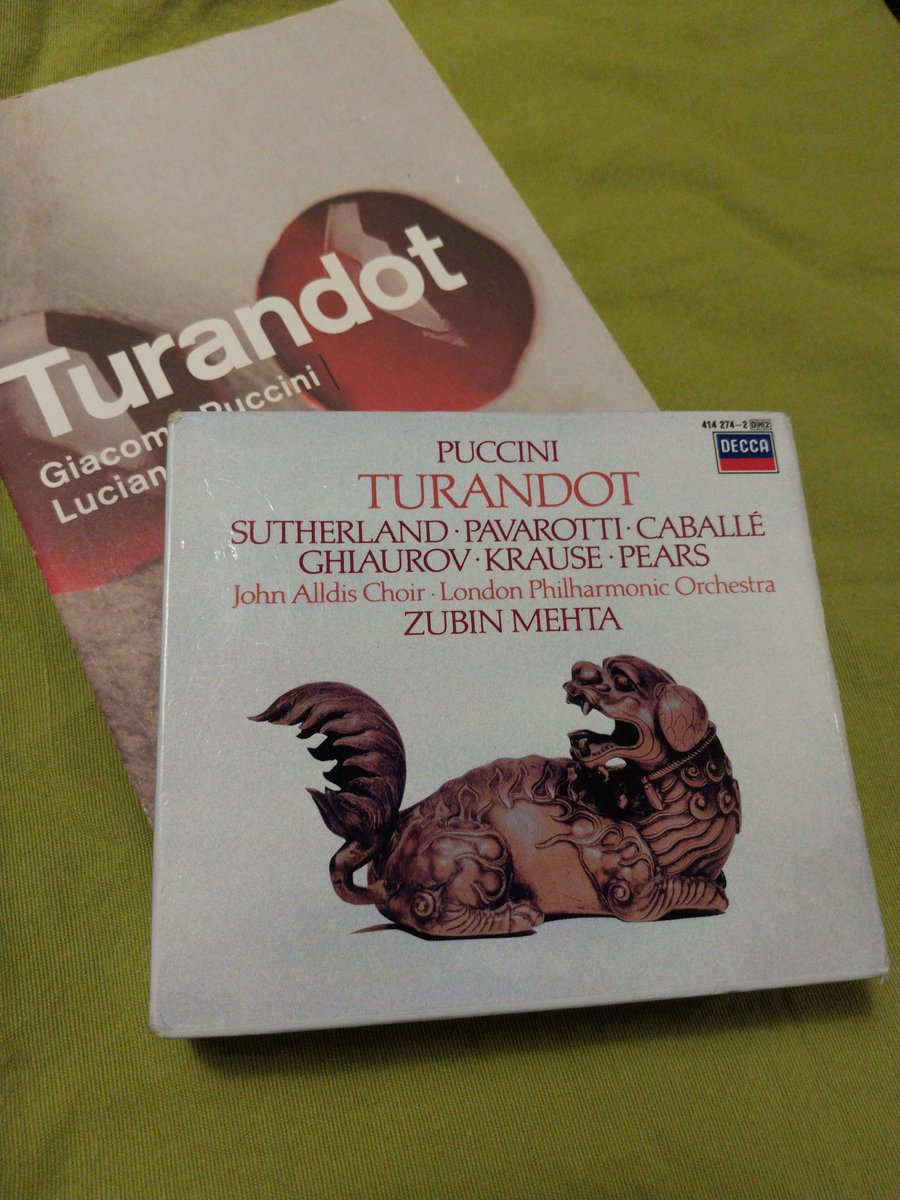 Turandot
Giacomo Puccini
Lucian
414 274-2 DH2
DECCA
PUCCINI
TURANDOT
SUTHERLAND · PAVAROTTI · CABALLÉ
GHIAUROV · KRAUSE · PEARS
John Alldis Choir · London Philharmonic Orchestra
ZUBIN MEHTA